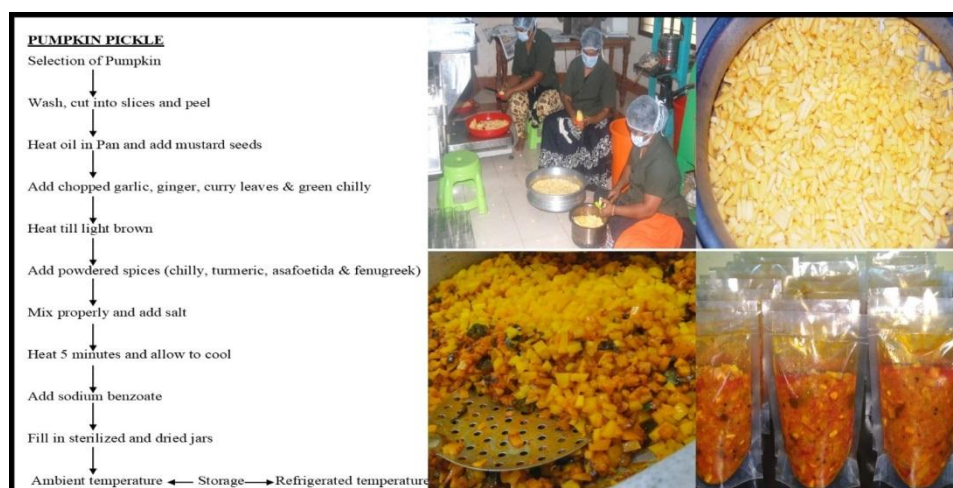 PUMPKIN PICKLE
Selection of Pumpkin
Wash, cut into slices and peel
Heat oil in Pan and add mustard seeds
Add chopped garlic, ginger, curry leaves & green chilly
Heat till light brown
Add powdered spices (chilly, turmeric, asafoetida & fenugreek)
Mix properly and add salt
Heat 5 minutes and allow to cool
Add sodium benzoate
Fill in sterilized and dried jars
Ambient temperature Storage Refrigerated temperature